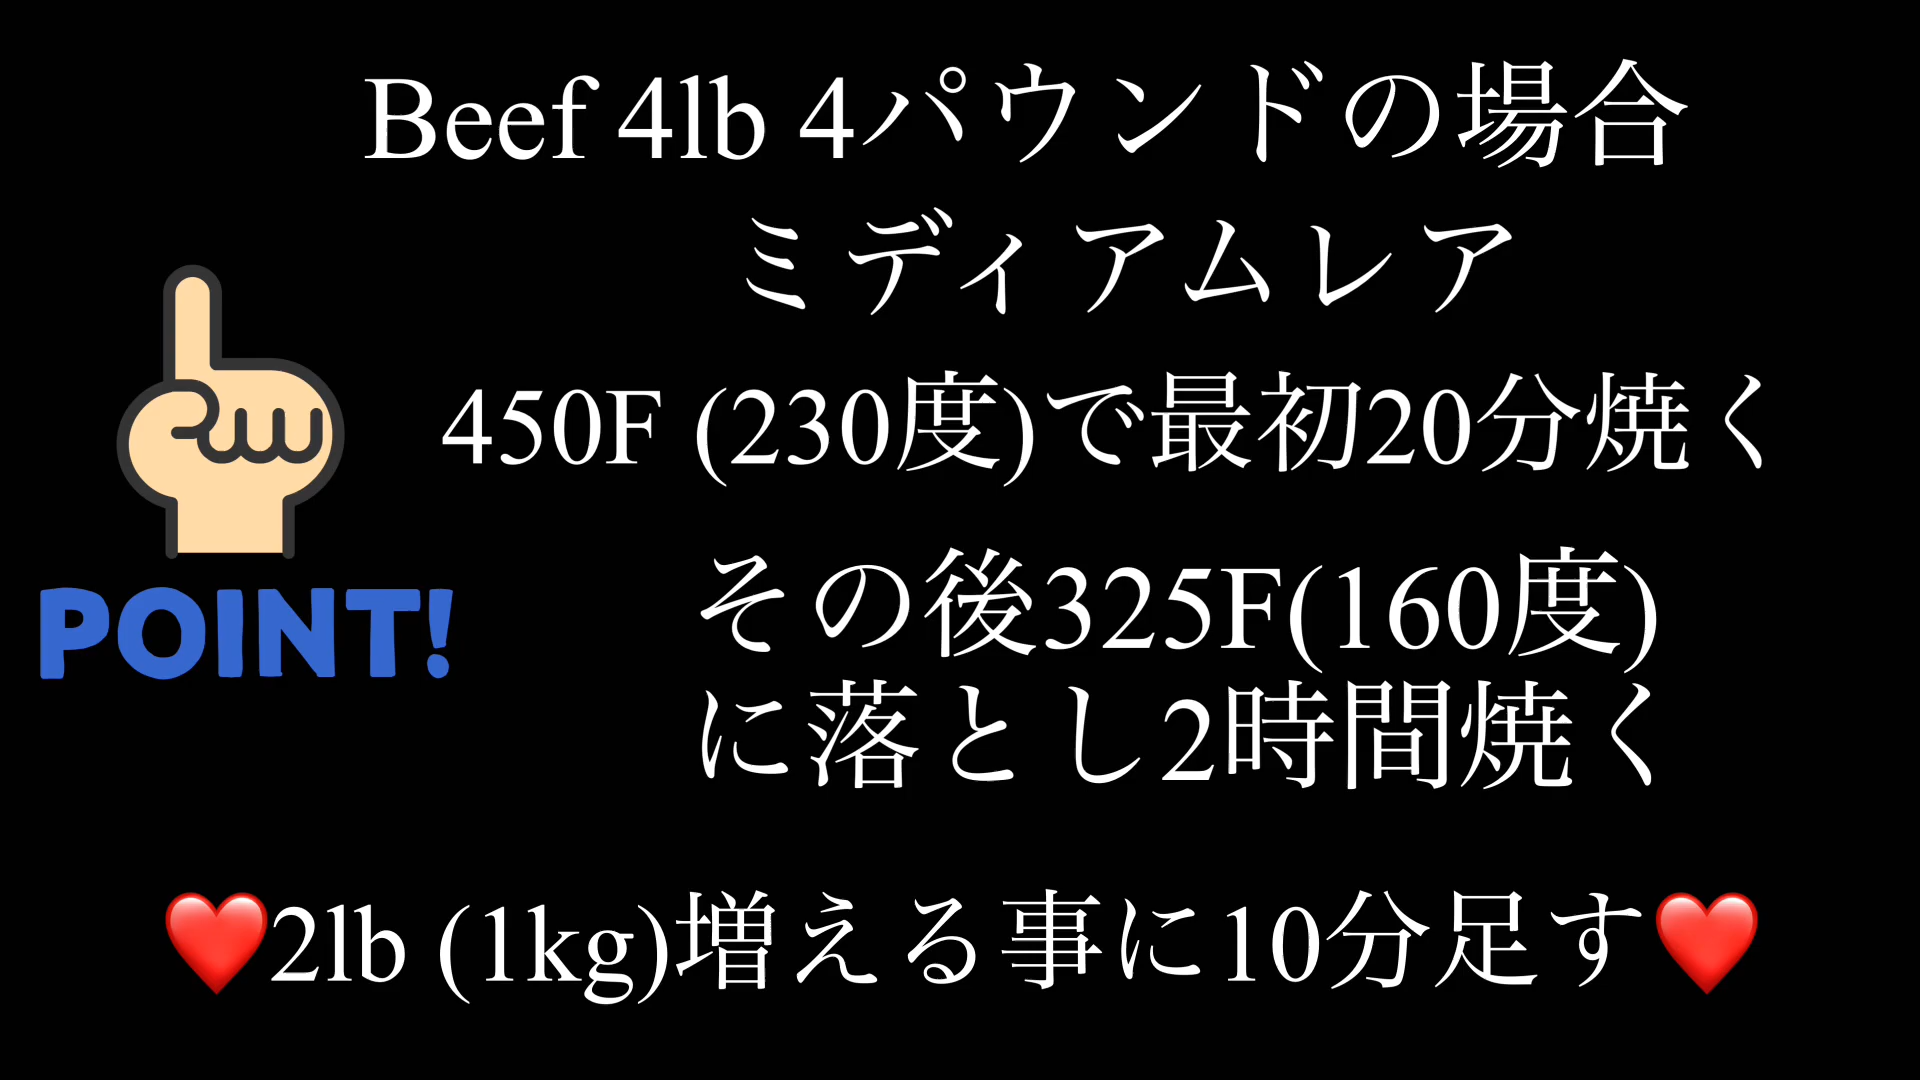 Beef 4lb 4パウンドの場合
ミディアムレア
450F (230度)で最初20分焼く
POINT!
その後325F(160度)
に落とし2時間焼く
❤️2lb (1kg)増える事に10分足す❤️